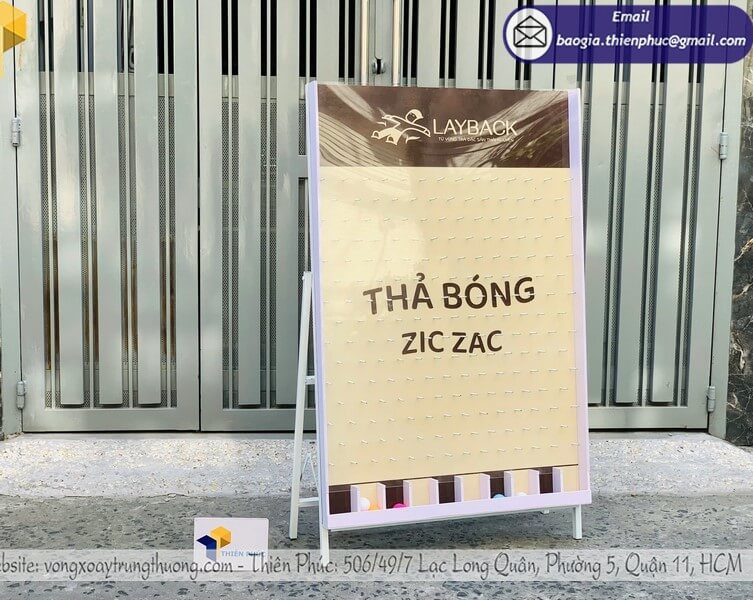 Email
baogia.thienphuc@gmail.com
LAYBACK
THẢ BÓNG
ZIC ZAC
THIÊN PHÚC
ebsite: vongxoaytrungthuong.com - Thiên Phúc: 506/49/7 Lạc Long Quân, Phường 5, Quận 11, HCM